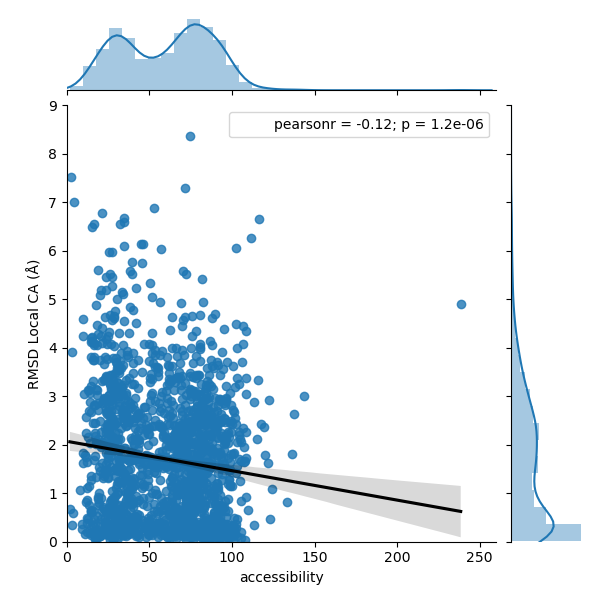 pearsonr = -0.12; p = 1.2e-06
9
8
7
6
5
4
3
2
1
0
RMSD Local CA (Å)
0 50 100 150 200 250
accessibility